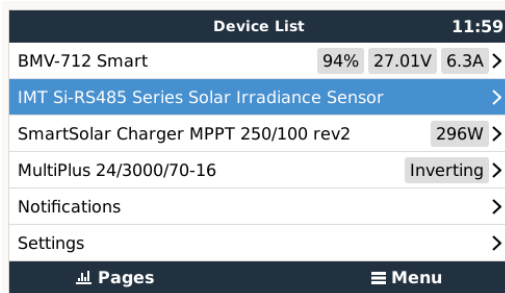 Device List 11:59
BMV-712 Smart 94% 27.01V 6.3A
IMT Si-RS485 Series Solar Irradiance Sensor
SmartSolar Charger MPPT 250/100 rev2 296W
MultiPlus 24/3000/70-16 Inverting
Notifications
Settings
Pages Menu